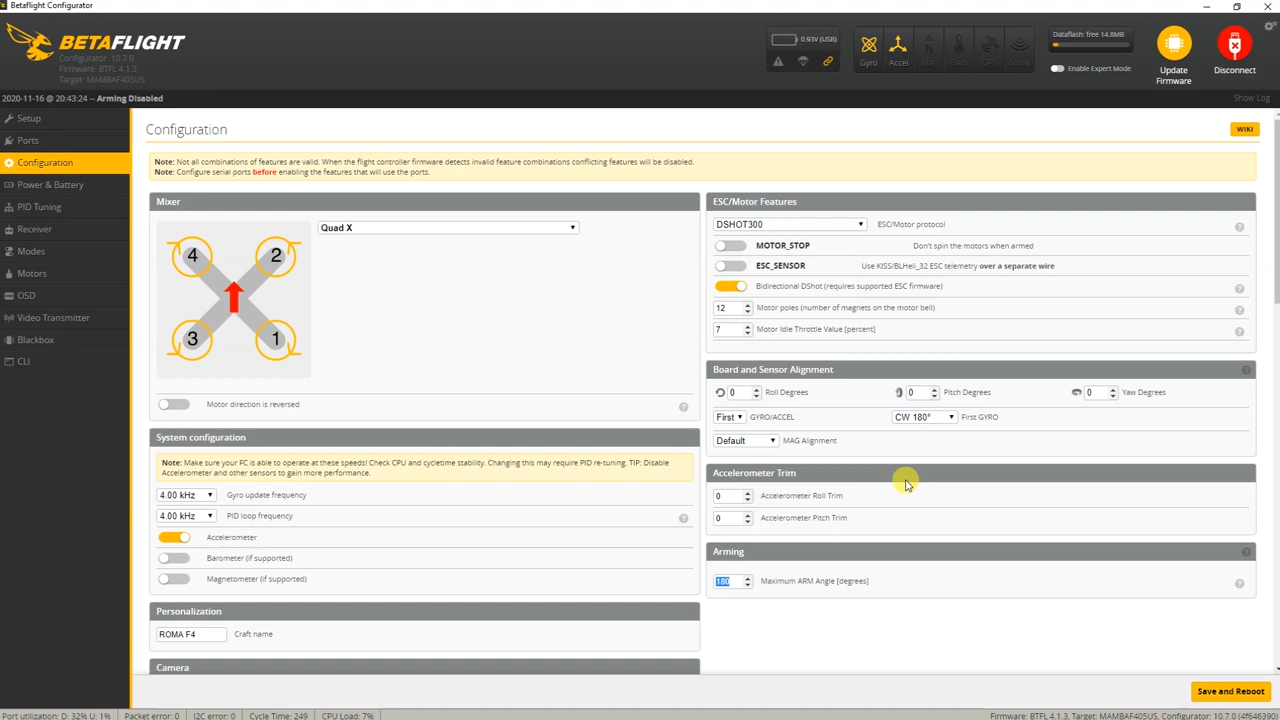 Betaflight Configurator
BETAFLIGHT
Configurator: 10.7.0
Firmware: BTFL 4.1.3
Target: MAMBAF405US
0.93V (USB)
Gyro
Accel
Mag
Baro
GPS
Sonar
Dataflash: free 14.8MB
Enable Expert Mode
Update
Firmware
Disconnect
2020-11-16 @ 20:43:24 -- Arming Disabled
Show Log
Setup
Ports
Configuration
Power & Battery
PID Tuning
Receiver
Modes
Motors
OSD
Video Transmitter
Blackbox
CLI
Configuration
WIKI
Note: Not all combinations of features are valid. When the flight controller firmware detects invalid feature combinations conflicting features will be disabled.
Note: Configure serial ports before enabling the features that will use the ports.
Mixer
Quad X
4
2
3
1
Motor direction is reversed
?
System configuration
Note: Make sure your FC is able to operate at these speeds! Check CPU and cycletime stability. Changing this may require PID re-tuning. TIP: Disable
Accelerometer and other sensors to gain more performance.
4.00 kHz Gyro update frequency
4.00 kHz PID loop frequency ?
Accelerometer
Barometer (if supported)
Magnetometer (if supported)
Personalization
ROMA F4 Craft name
Camera
ESC/Motor Features
DSHOT300 ESC/Motor protocol ?
MOTOR_STOP Don't spin the motors when armed
ESC_SENSOR Use KISS/BLHeli_32 ESC telemetry over a separate wire
Bidirectional DShot (requires supported ESC firmware) ?
12 Motor poles (number of magnets on the motor bell) ?
7 Motor Idle Throttle Value [percent] ?
Board and Sensor Alignment ?
0 Roll Degrees 0 Pitch Degrees 0 Yaw Degrees
First GYRO/ACCEL CW 180° First GYRO
Default MAG Alignment
Accelerometer Trim
0 Accelerometer Roll Trim
0 Accelerometer Pitch Trim
Arming ?
180 Maximum ARM Angle [degrees] ?
Save and Reboot
Port utilization: D: 32% U: 1% Packet error: 0 I2C error: 0 Cycle Time: 249 CPU Load: 7% Firmware: BTFL 4.1.3, Target: MAMBAF405US, Configurator: 10.7.0 (4f646390)